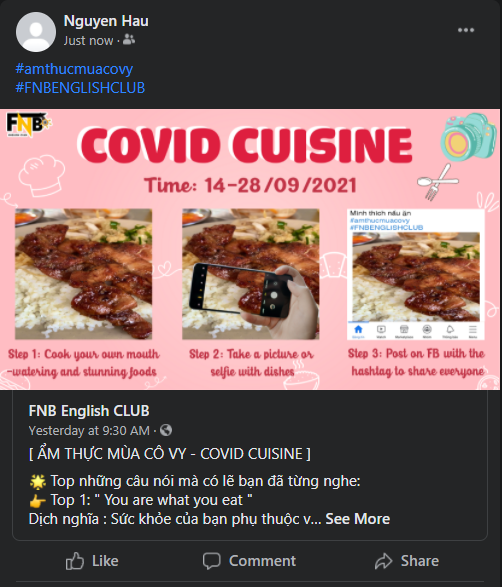 Nguyen Hau
Just now ·
#amthucmuacovy
#FNBENGLISHCLUB
FNB
COVID CUISINE
Time: 14-28/09/2021
Mình thích nấu ăn
#amthucmuacovy
#FNBENGLISHCLUB
Step 1: Cook your own mouth
-watering and stunning foods
Step 2: Take a picture or
selfie with dishes
Step 3: Post on FB with the
hashtag to share everyone
FNB English CLUB
Yesterday at 9:30 AM ·
[ ẨM THỰC MÙA CÔ VY - COVID CUISINE ]
🌟 Top những câu nói mà có lẽ bạn đã từng nghe:
👉 Top 1: " You are what you eat "
Dịch nghĩa : Sức khỏe của bạn phụ thuộc v... See More
Like
Comment
Share